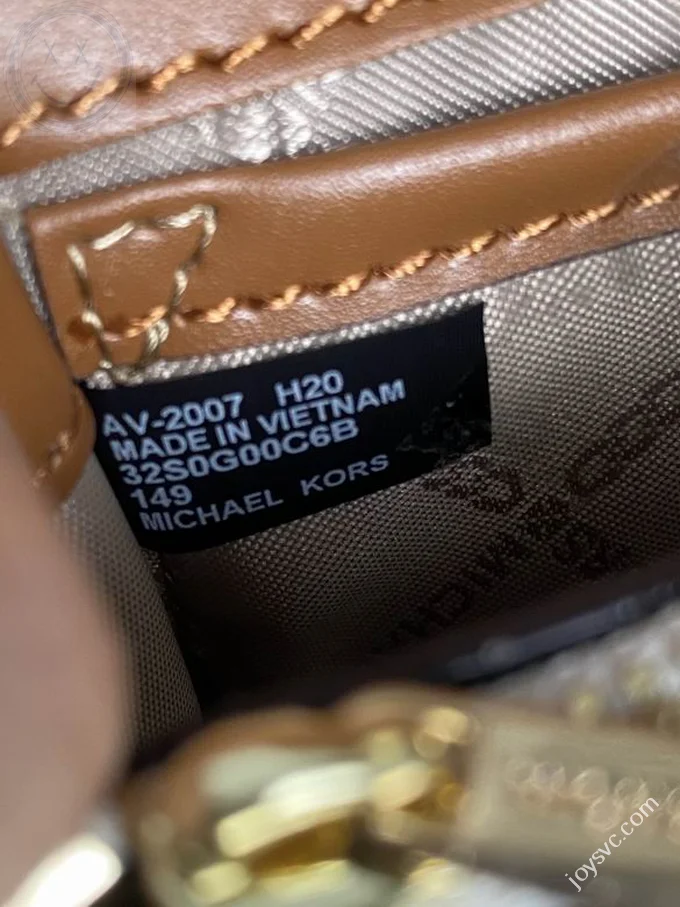 AV-2007 H20
MADE IN VIETNAM
32S0G00C6B
149
MICHAEL KORS
joysvc.com